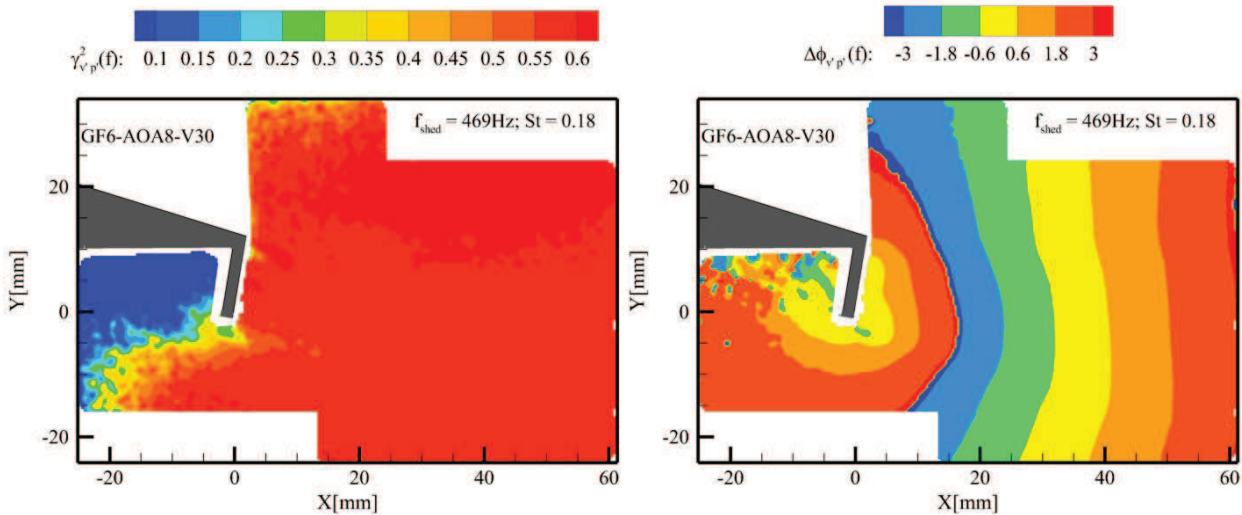 γ²v'p'(f): 0.1 0.15 0.2 0.25 0.3 0.35 0.4 0.45 0.5 0.55 0.6
GF6-AOA8-V30
f_shed = 469Hz; St = 0.18
20
0
-20
Y[mm]
-20 0 20 40 60
X[mm]
Δϕv'p'(f): -3 -1.8 -0.6 0.6 1.8 3
GF6-AOA8-V30
f_shed = 469Hz; St = 0.18
20
0
-20
Y[mm]
-20 0 20 40 60
X[mm]